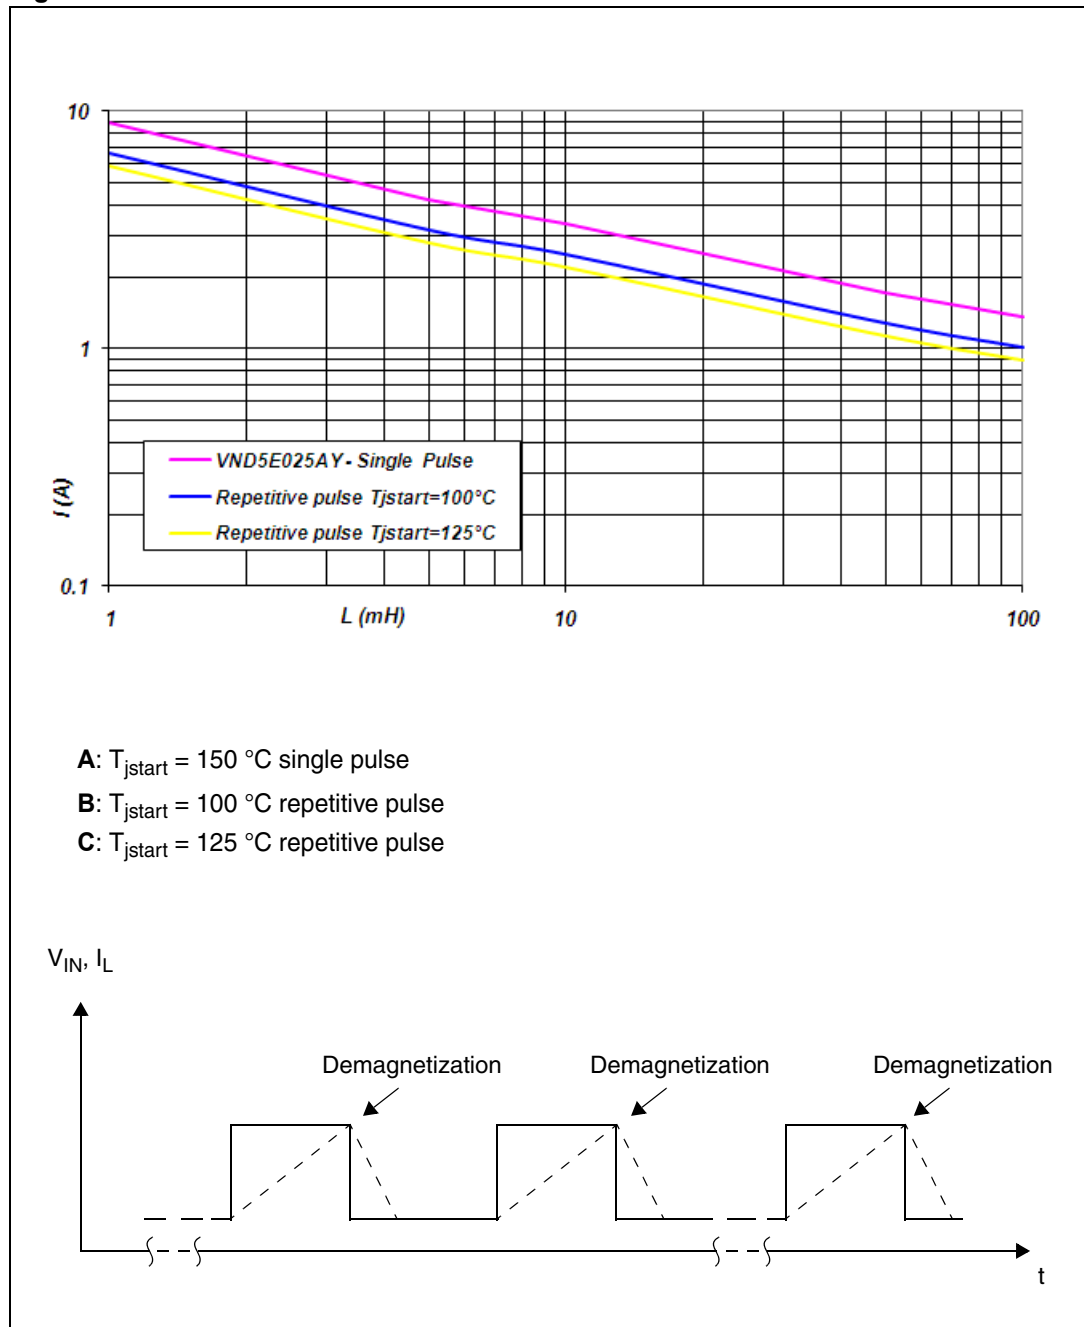 10
1
0.1
I (A)
VND5E025AY - Single Pulse
Repetitive pulse Tjstart=100°C
Repetitive pulse Tjstart=125°C
1 L (mH) 10 100
A: Tjstart = 150 °C single pulse
B: Tjstart = 100 °C repetitive pulse
C: Tjstart = 125 °C repetitive pulse
VIN, IL
Demagnetization Demagnetization Demagnetization
t